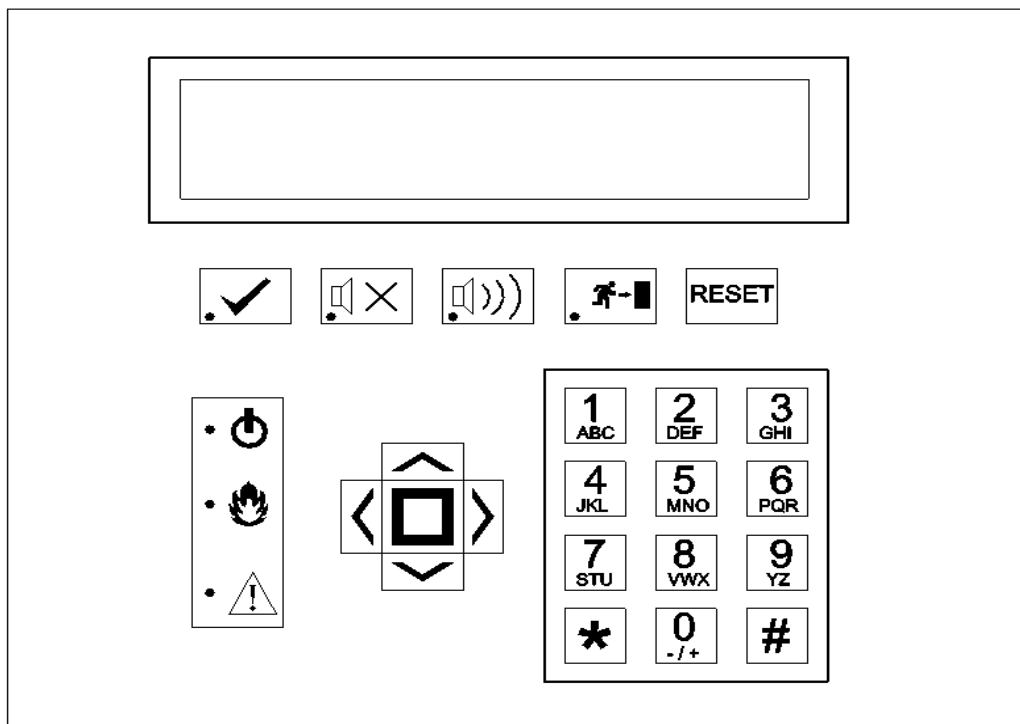 RESET
1 2 3
ABC DEF GHI
4 5 6
JKL MNO PQR
7 8 9
STU VWX YZ
* 0 #
- / +